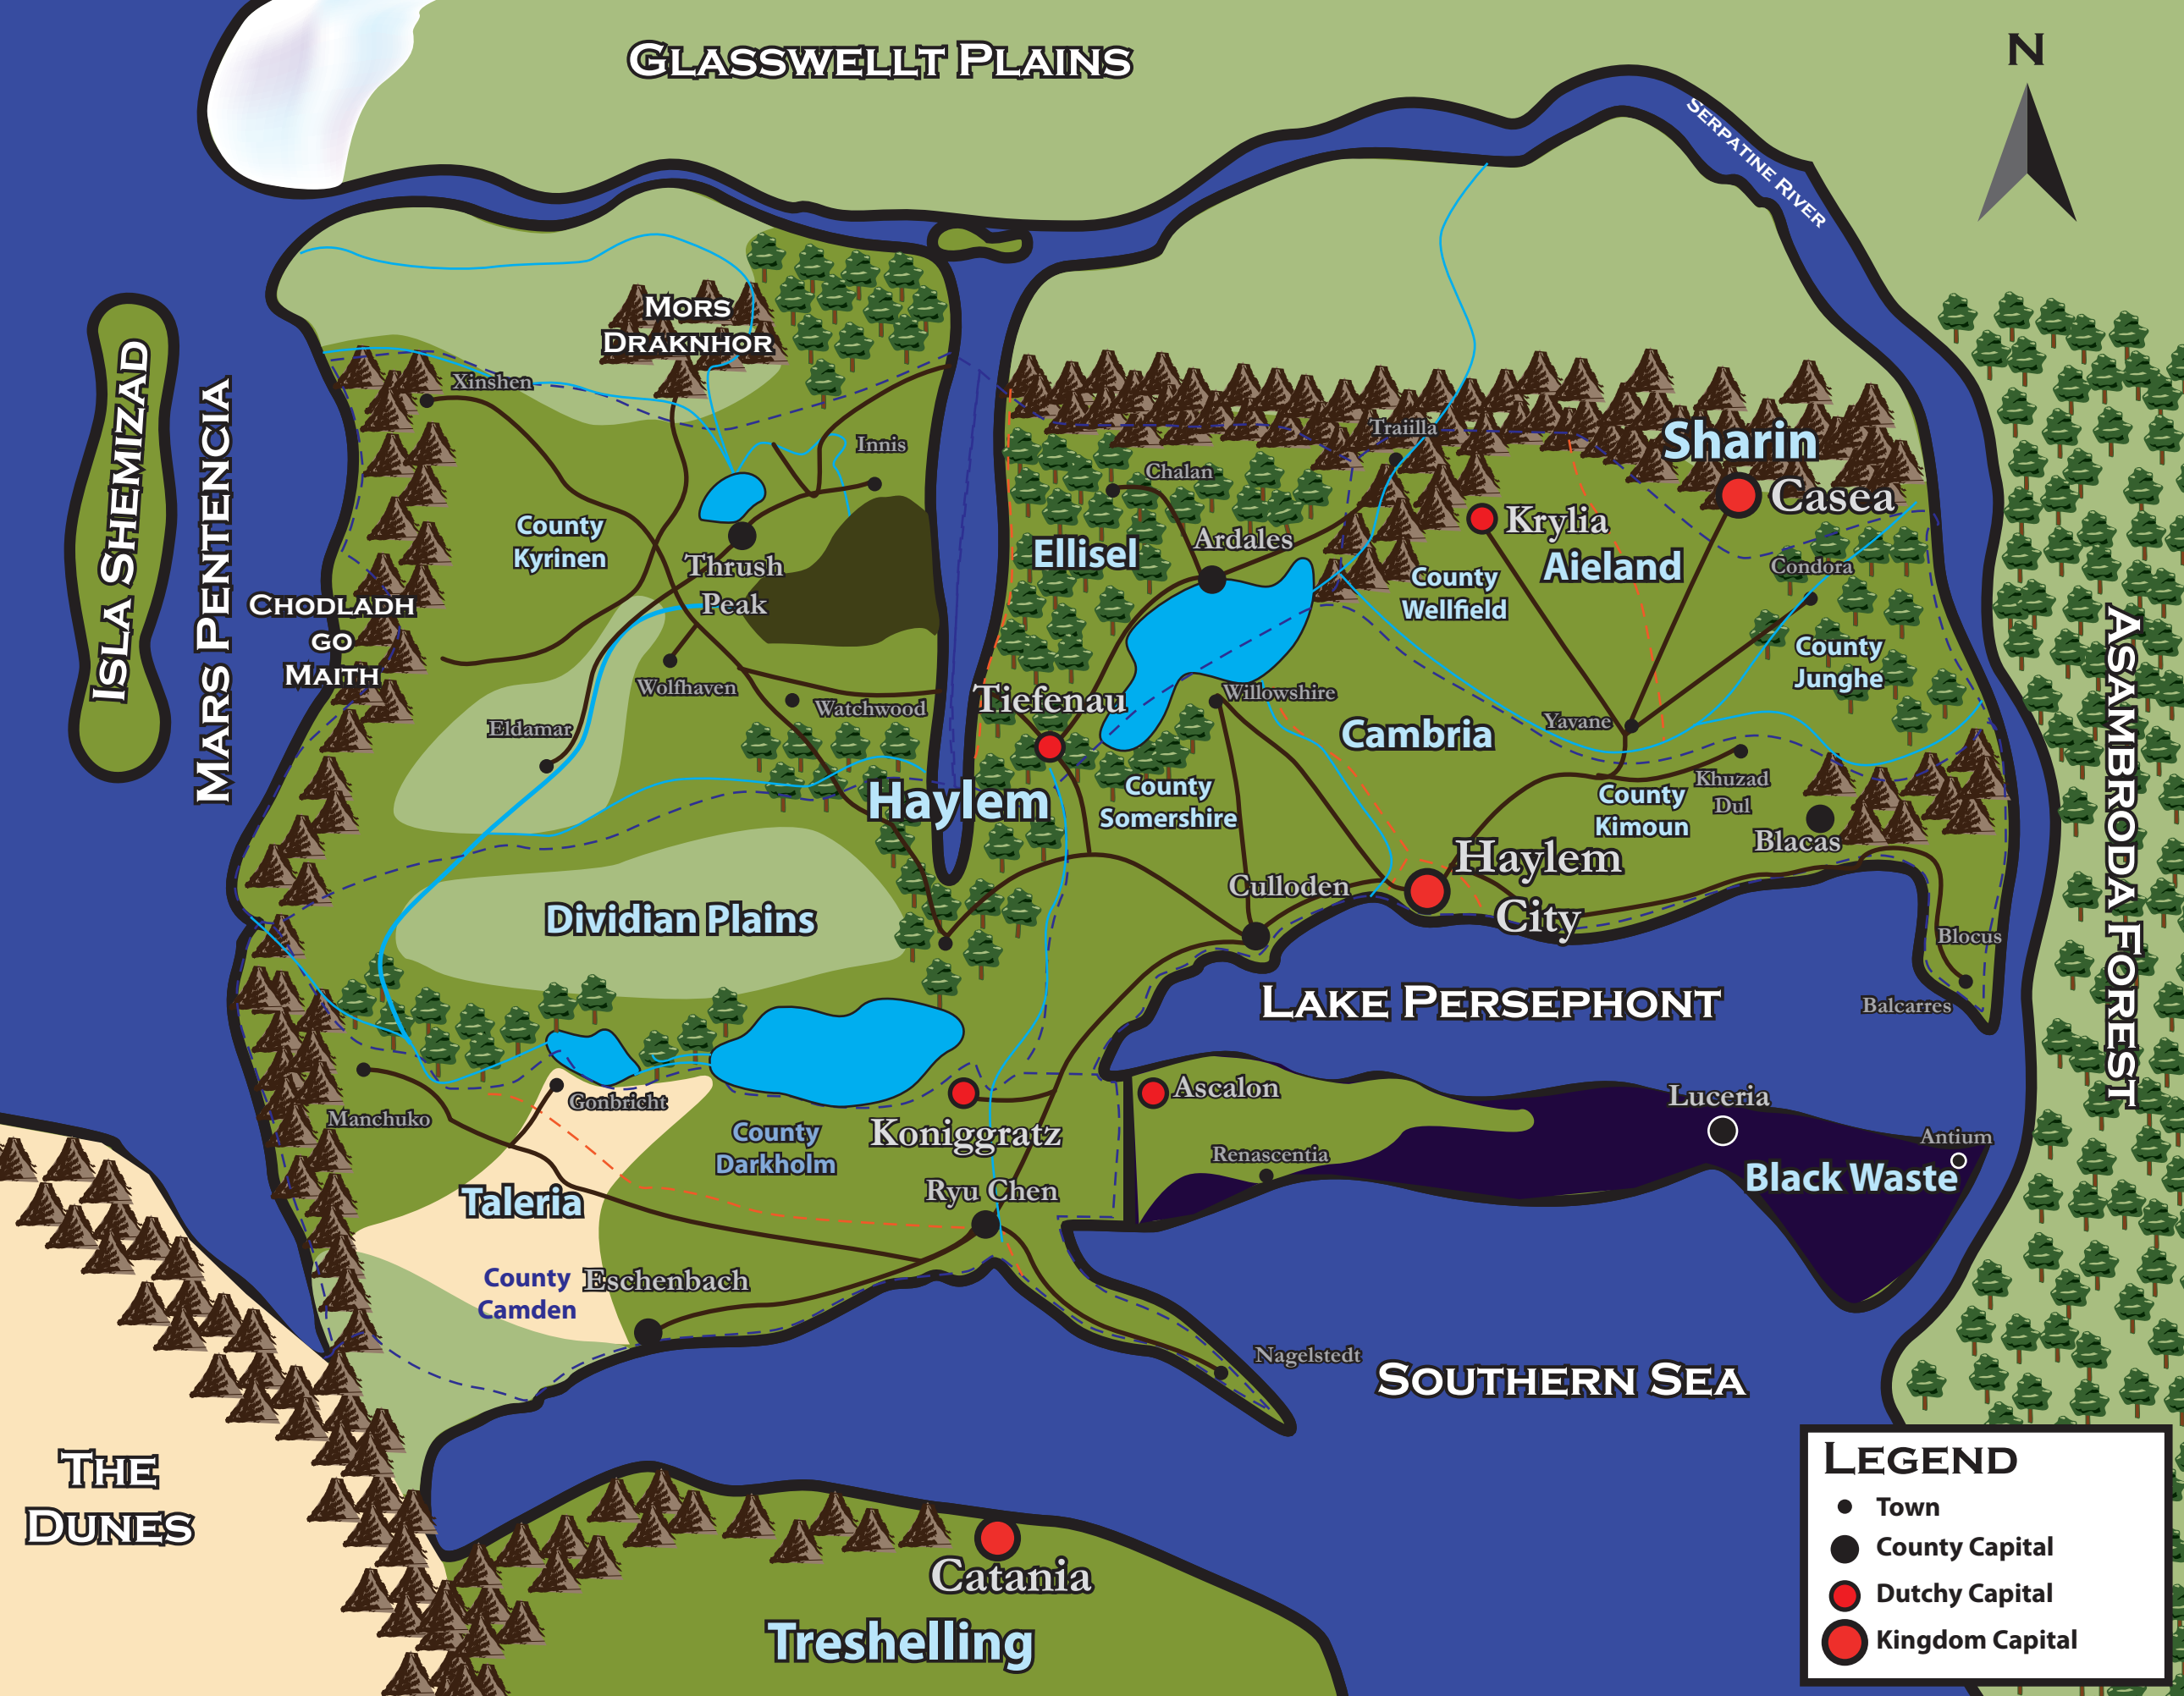 Glasswellt Plains
N
Serpatine River
Mors
Draknhor
Isla Shemizad
Mars Pentencia
Xinshen
Innis
Traiilla
Chalan
Sharin
Casea
Krylia
County
Kyrinen
Ardales
Ellisel
Aieland
Thrush
Peak
County
Wellfield
Condora
Chodladh
go
Maith
County
Junghe
Wolfhaven
Watchwood
Tiefenau
Willowshire
Eldamar
Cambria
Yavane
Khuzad
Dul
Haylem
County
Somershire
County
Kimoun
Blacas
Asambroda Forest
Haylem
City
Culloden
Dividian Plains
Blocus
Balcarres
Lake Persephont
Ascalon
Luceria
Gonbricht
Manchuko
County
Darkholm
Koniggratz
Renascentia
Antium
Black Waste
Taleria
Ryu Chen
County
Camden
Eschenbach
Nagelstedt
Southern Sea
The
Dunes
Catania
Treshelling
Legend
Town
County Capital
Dutchy Capital
Kingdom Capital